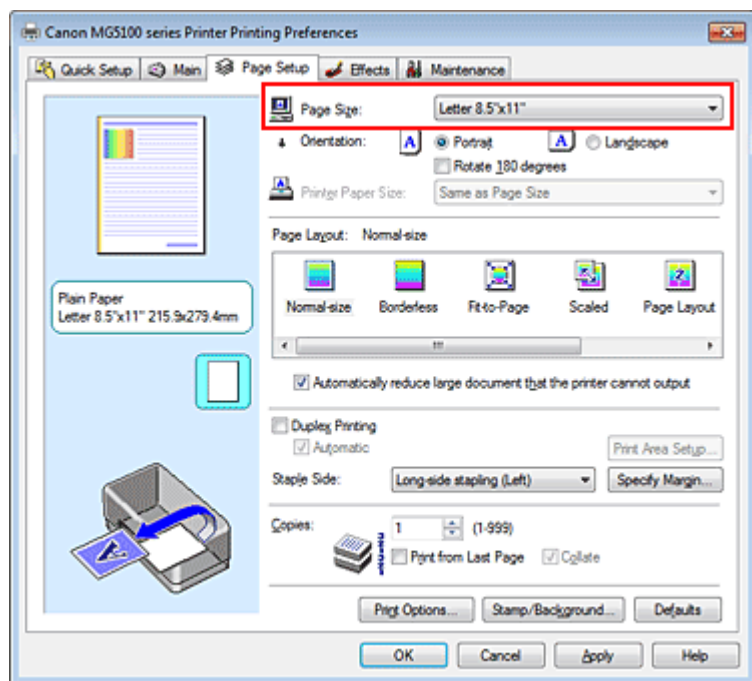 Canon MG5100 series Printer Printing Preferences
Quick Setup Main Page Setup Effects Maintenance
Page Size: Letter 8.5"x11"
Orientation: A Portrait A Landscape
Rotate 180 degrees
Printer Paper Size: Same as Page Size
Page Layout: Normal-size
Normal-size Borderless Fit-to-Page Scaled Page Layout
Plain Paper
Letter 8.5"x11" 215.9x279.4mm
Automatically reduce large document that the printer cannot output
Duplex Printing
Automatic
Print Area Setup...
Staple Side: Long-side stapling (Left) Specify Margin...
Copies: 1 (1-999)
Print from Last Page Collate
Print Options... Stamp/Background... Defaults
OK Cancel Apply Help